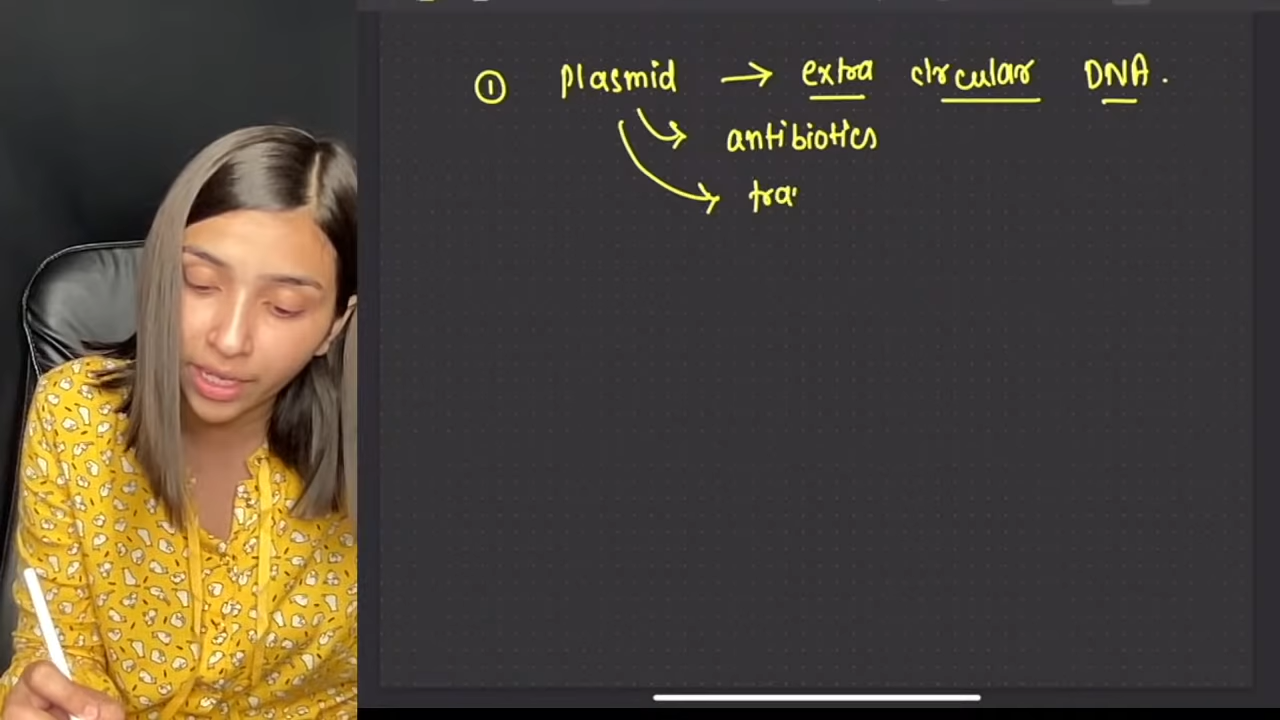 ① plasmid → extra circular DNA.
antibiotics
tra